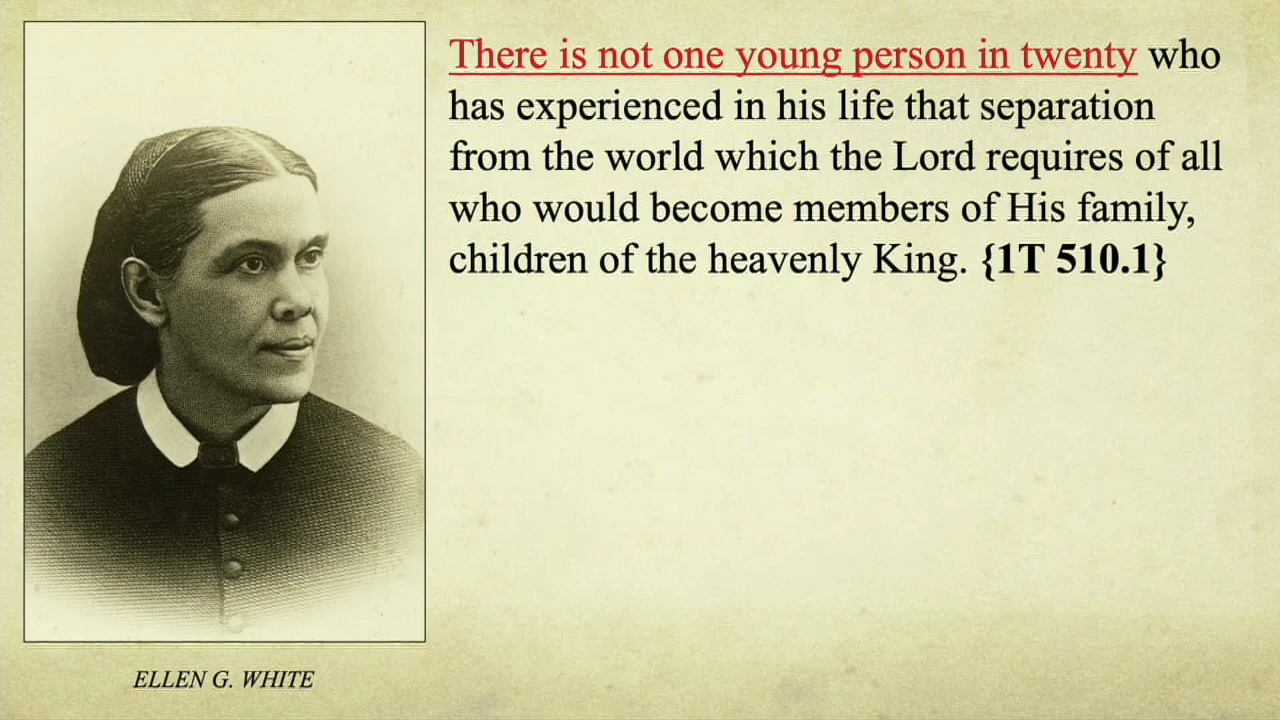 There is not one young person in twenty who
has experienced in his life that separation
from the world which the Lord requires of all
who would become members of His family,
children of the heavenly King. {1T 510.1}
ELLEN G. WHITE